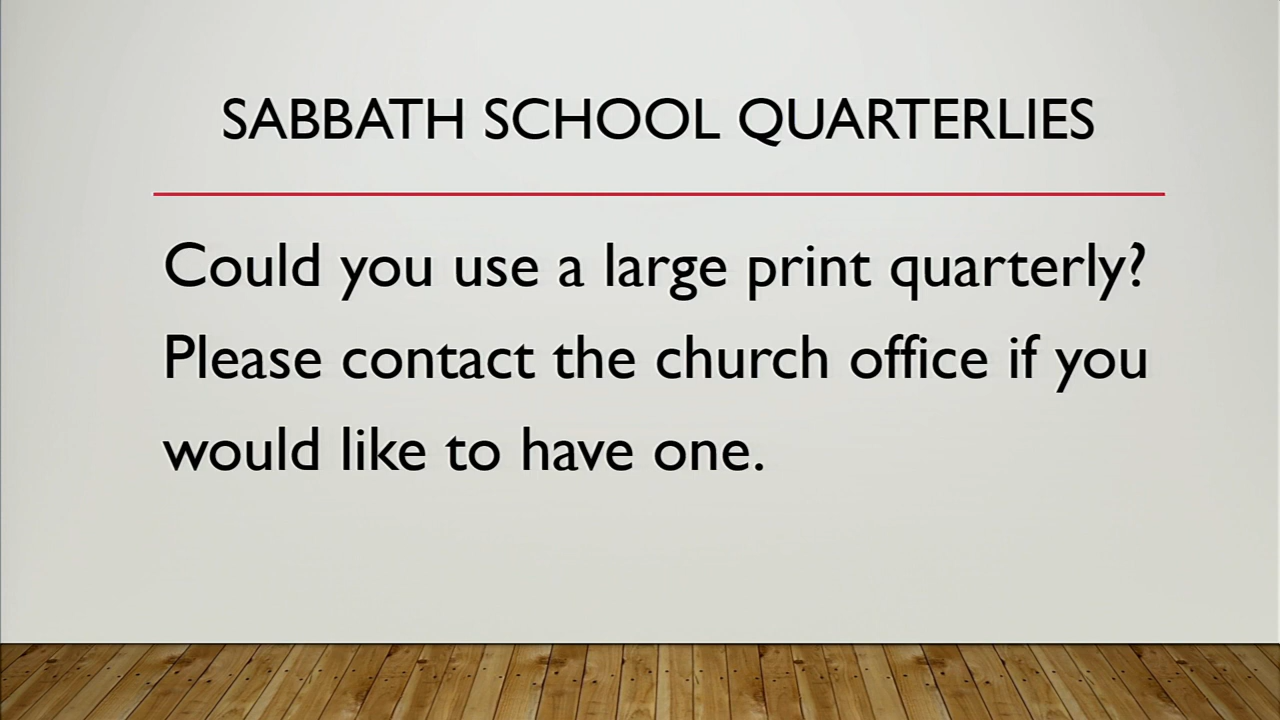 SABBATH SCHOOL QUARTERLIES
Could you use a large print quarterly?
Please contact the church office if you
would like to have one.